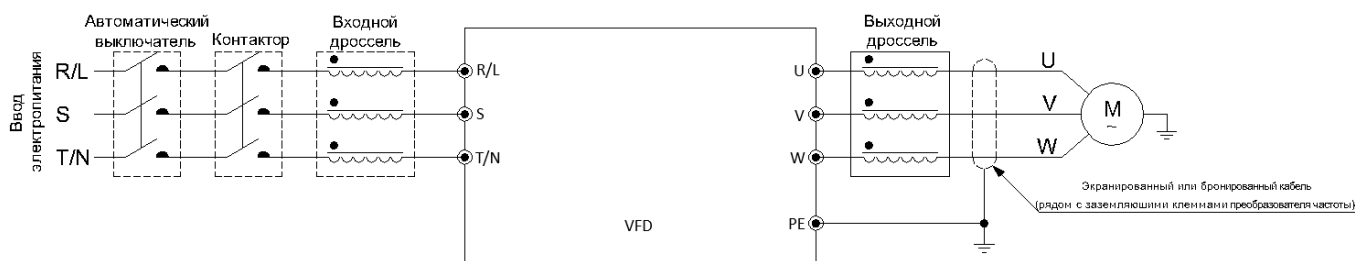 Автоматический
выключатель
Контактор
Входной
дроссель
Выходной
дроссель
Ввод
электропитания
R/L
S
T/N
R/L
S
T/N
VFD
U
V
W
PE
U
V
W
M
~
Экранированный или бронированный кабель
(рядом с заземляюшими клеммами преобразователя частоты)